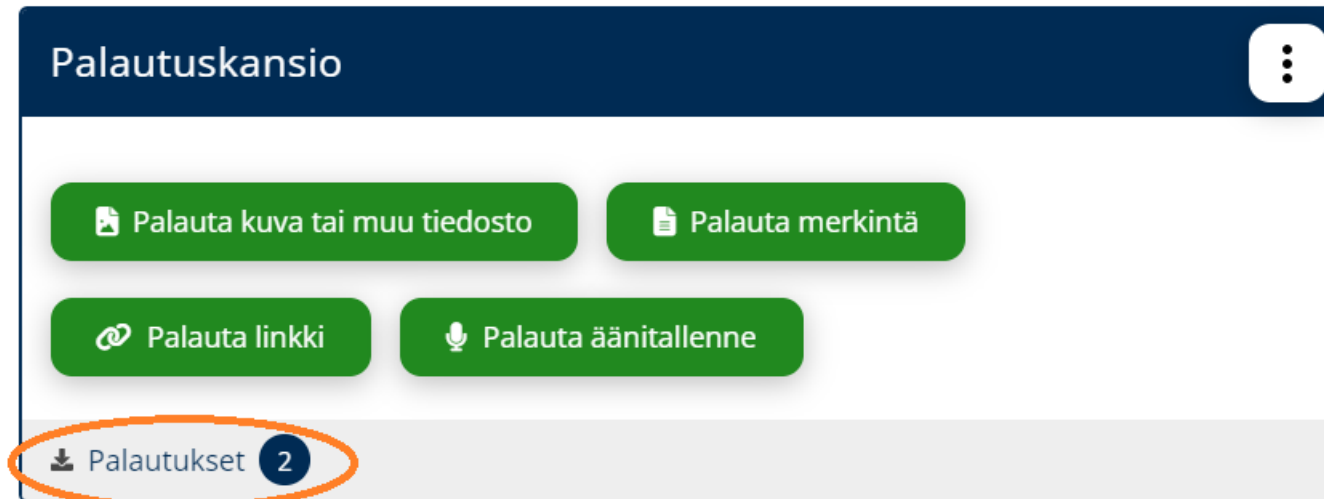 Palautuskansio
Palauta kuva tai muu tiedosto
Palauta merkintä
Palauta linkki
Palauta äänitallenne
Palautukset 2